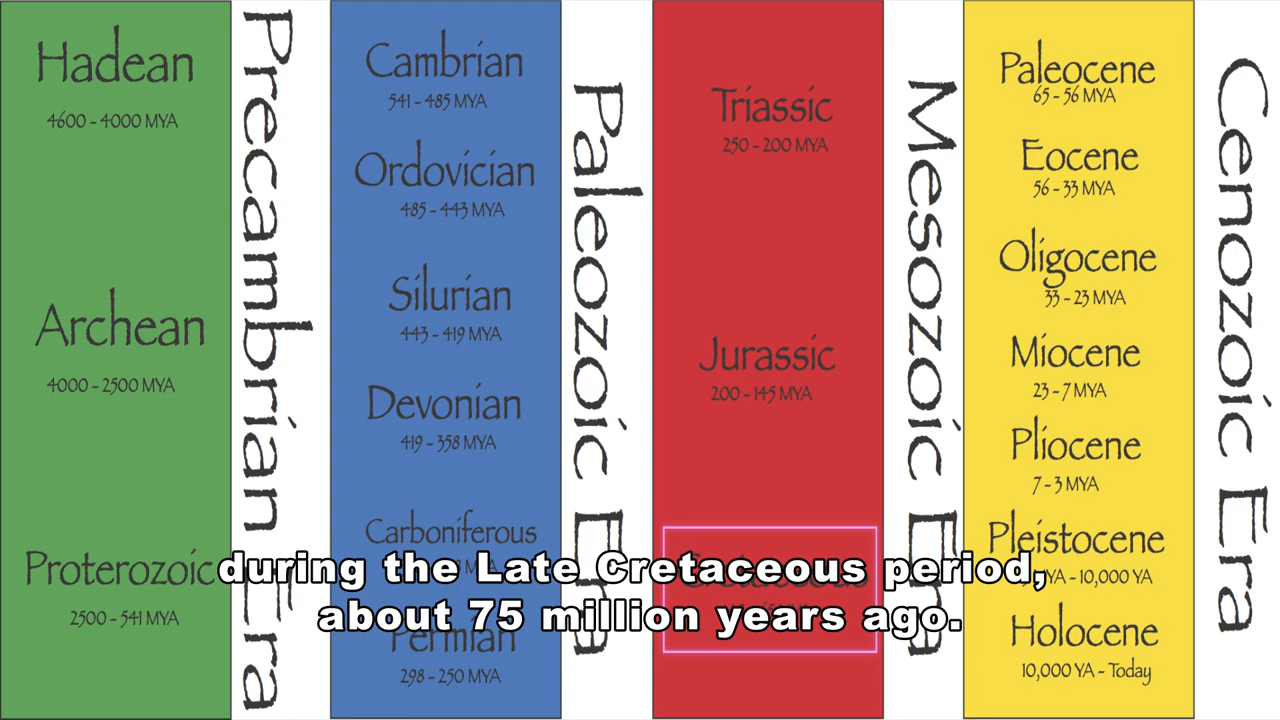 Hadean
4600 - 4000 MYA
Archean
4000 - 2500 MYA
Proterozoic
2500 - 541 MYA
Precambrian Era
Cambrian
541 - 485 MYA
Ordovician
485 - 443 MYA
Silurian
443 - 419 MYA
Devonian
419 - 358 MYA
Carboniferous
MYA
Permian
298 - 250 MYA
Paleozoic Era
Triassic
250 - 200 MYA
Jurassic
200 - 145 MYA
Cretaceous
Mesozoic Era
Paleocene
65 - 56 MYA
Eocene
56 - 33 MYA
Oligocene
33 - 23 MYA
Miocene
23 - 7 MYA
Pliocene
7 - 3 MYA
Pleistocene
MYA - 10,000 YA
Holocene
10,000 YA - Today
Cenozoic Era
during the Late Cretaceous period,
about 75 million years ago.